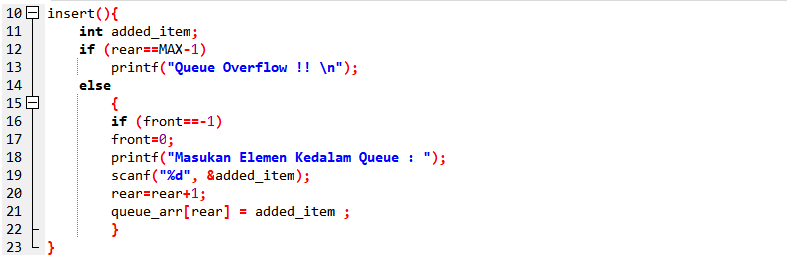 10 insert(){
11 int added_item;
12 if (rear==MAX-1)
13 printf("Queue Overflow !! \n");
14 else
15 {
16 if (front==-1)
17 front=0;
18 printf("Masukan Elemen Kedalam Queue : ");
19 scanf("%d", &added_item);
20 rear=rear+1;
21 queue_arr[rear] = added_item ;
22 }
23 }